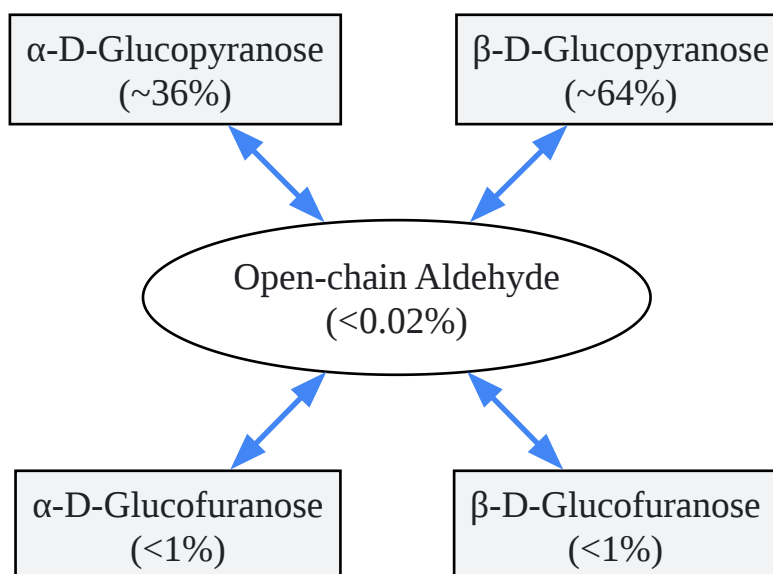 α-D-Glucopyranose
(~36%)
β-D-Glucopyranose
(~64%)
Open-chain Aldehyde
(<0.02%)
α-D-Glucofuranose
(<1%)
β-D-Glucofuranose
(<1%)